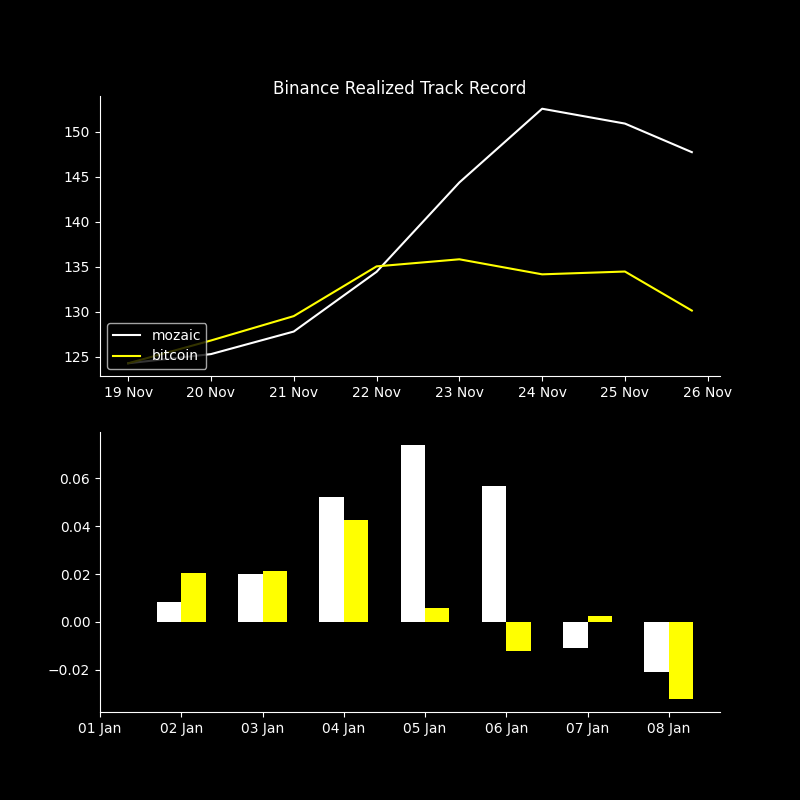 Binance Realized Track Record
150
145
140
135
130
125
mozaic
bitcoin
19 Nov 20 Nov 21 Nov 22 Nov 23 Nov 24 Nov 25 Nov 26 Nov
0.06
0.04
0.02
0.00
−0.02
01 Jan 02 Jan 03 Jan 04 Jan 05 Jan 06 Jan 07 Jan 08 Jan